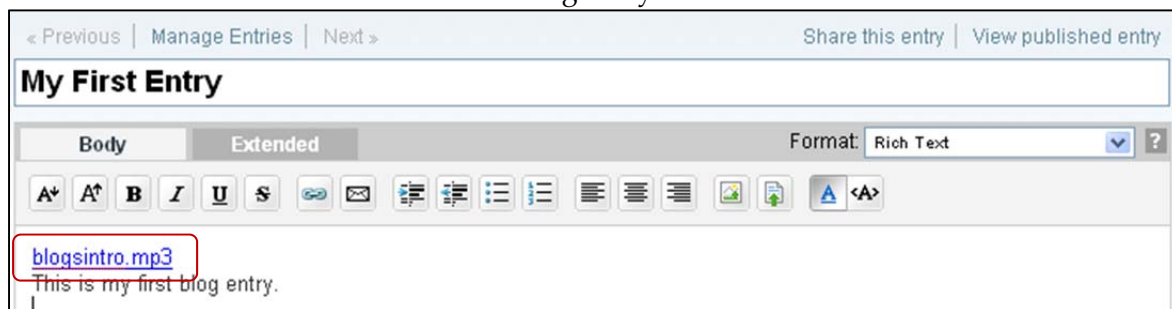 « Previous | Manage Entries | Next » Share this entry | View published entry
My First Entry
Body Extended Format: Rich Text ?
A A B I U S A <A>
blogsintro.mp3
This is my first blog entry.